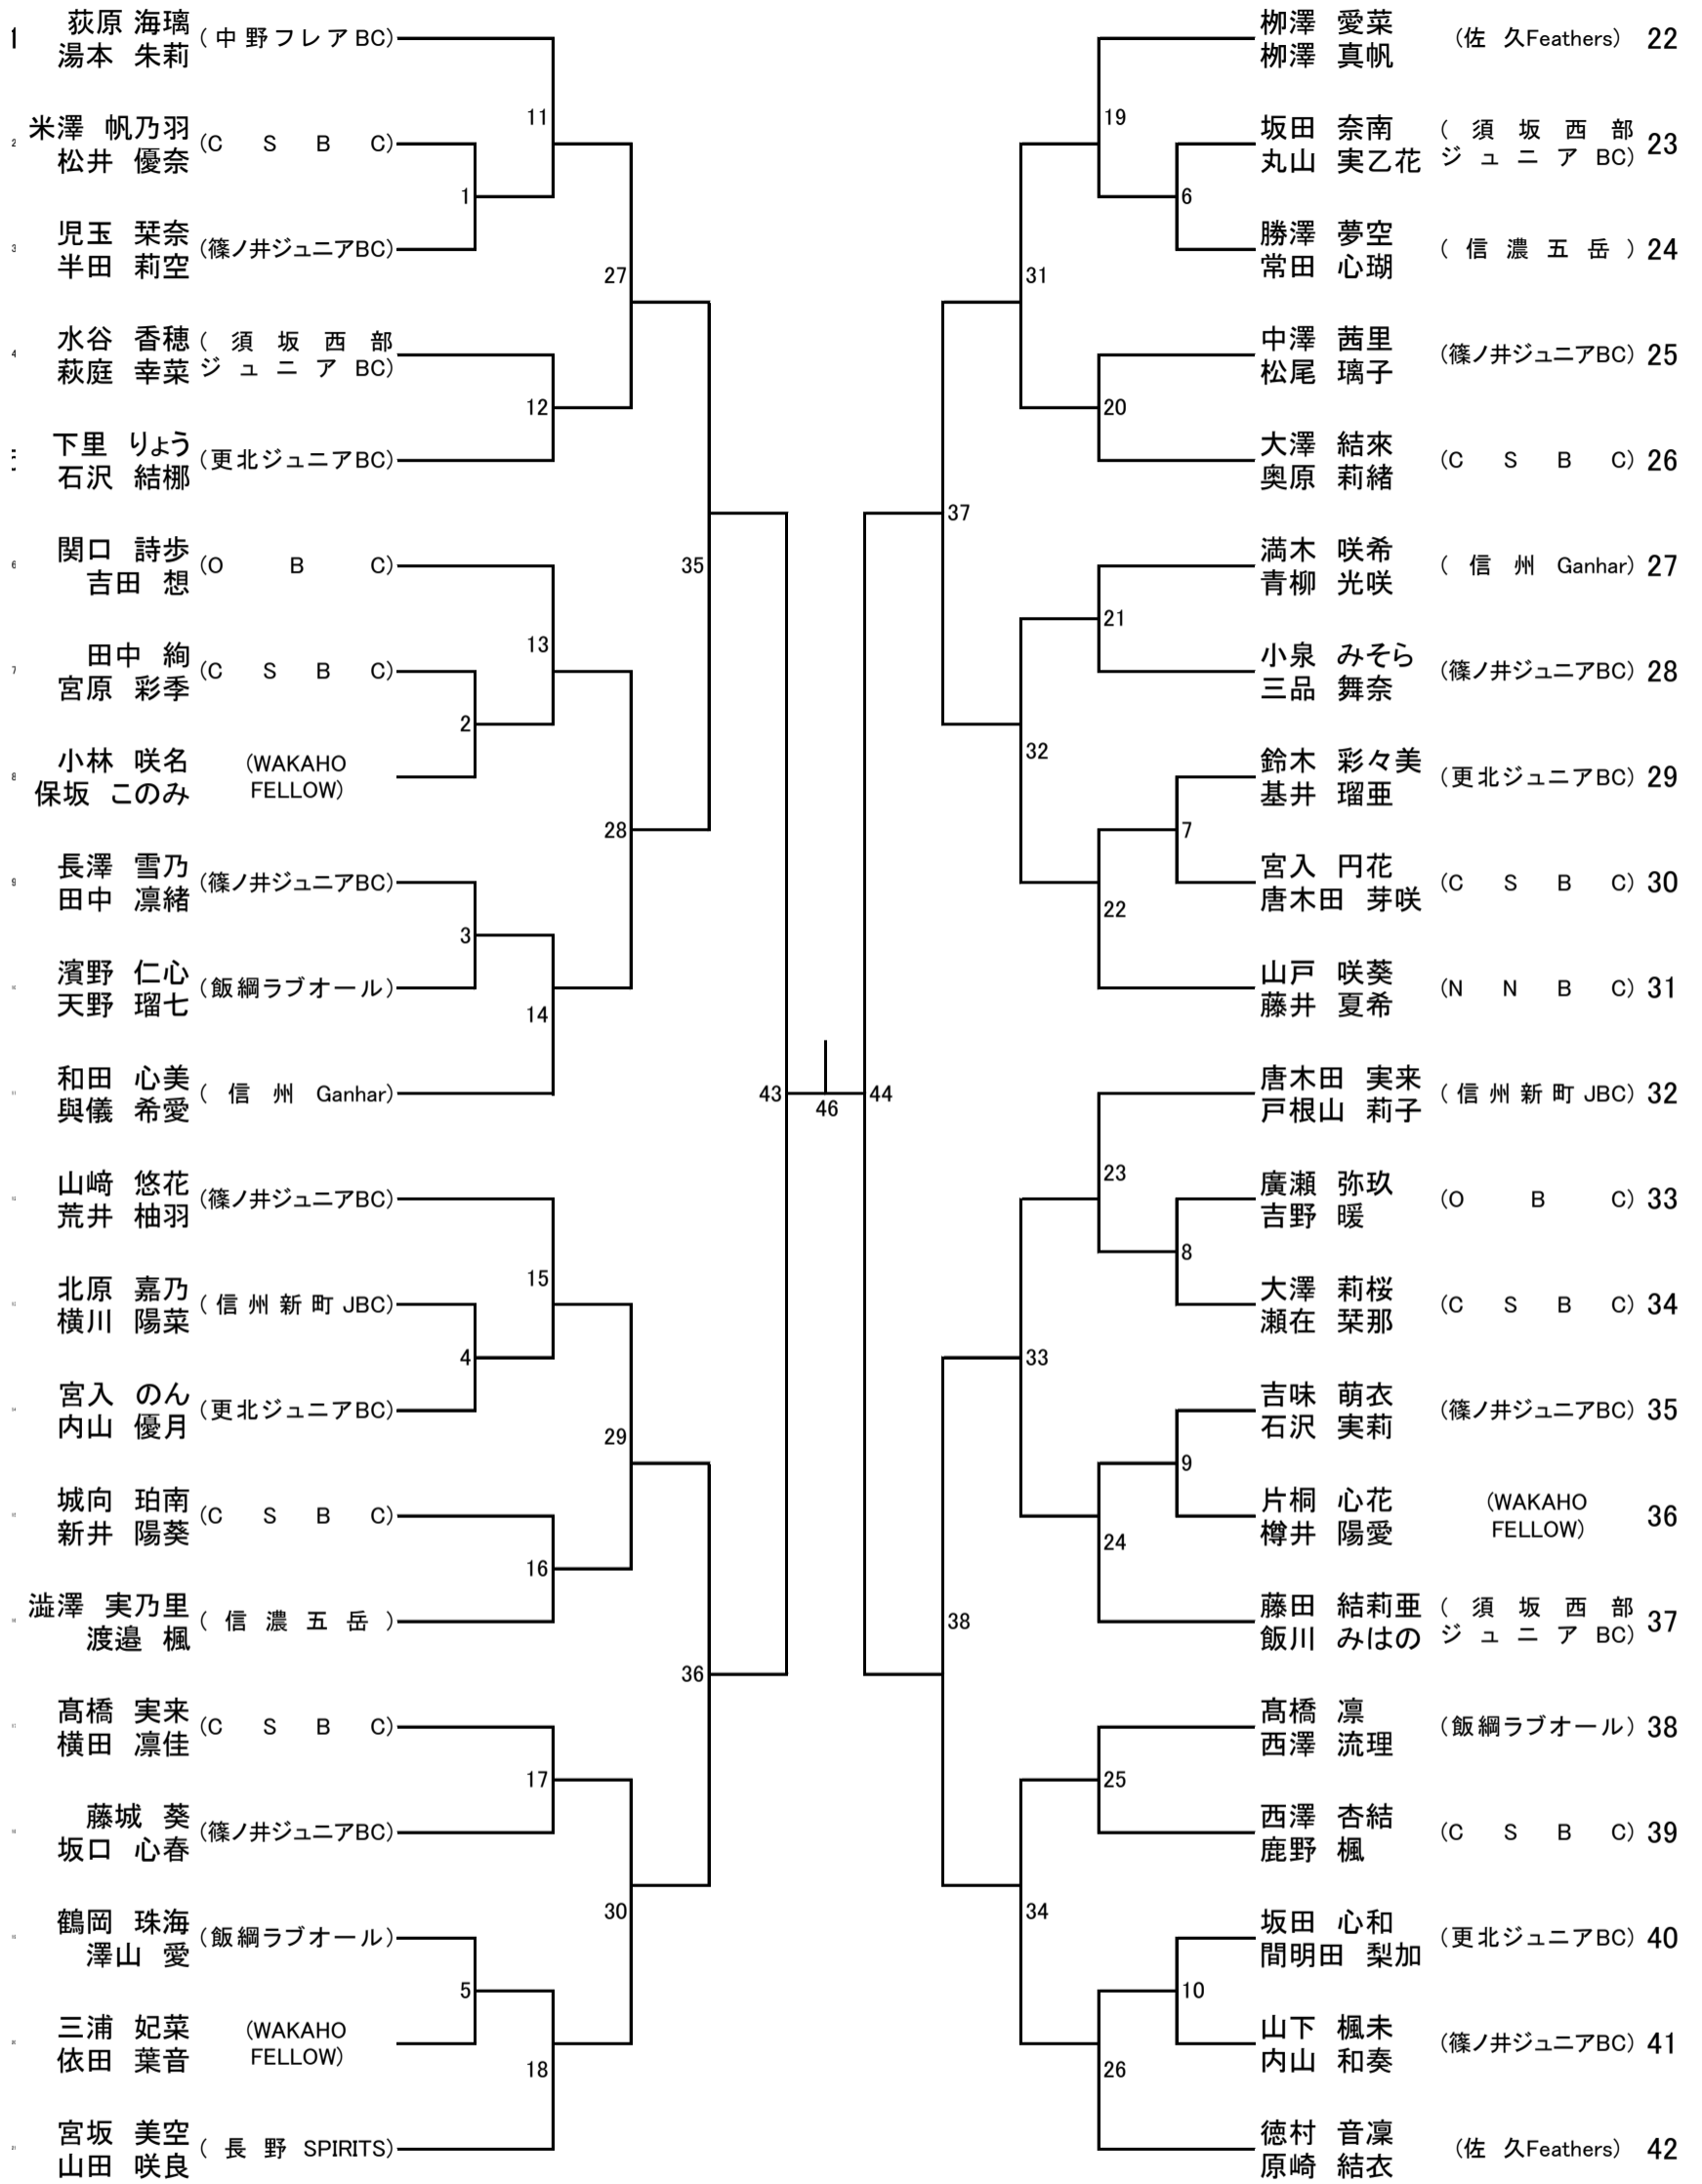 1 荻原 海璃 (中野フレアBC)
湯本 朱莉
11
2 米澤 帆乃羽 (C S B C)
松井 優奈
1
3 児玉 栞奈 (篠ノ井ジュニアBC)
半田 莉空
27
4 水谷 香穂 (須坂西部
萩庭 幸菜 ジュニア BC)
12
下里 りょう (更北ジュニアBC)
石沢 結梛
6 関口 詩歩 (O B C)
吉田 想
35
13
7 田中 絢 (C S B C)
宮原 彩季
2
8 小林 咲名 (WAKAHO
保坂 このみ FELLOW)
28
9 長澤 雪乃 (篠ノ井ジュニアBC)
田中 凛緒
3
濱野 仁心 (飯綱ラブオール)
天野 瑠七
14
和田 心美 (信州 Ganhar)
與儀 希愛
43
46
44
山﨑 悠花 (篠ノ井ジュニアBC)
荒井 柚羽
15
北原 嘉乃 (信州新町JBC)
横川 陽菜
4
宮入 のん (更北ジュニアBC)
内山 優月
29
城向 珀南 (C S B C)
新井 陽葵
16
澁澤 実乃里 (信濃五岳)
渡邉 楓
36
髙橋 実来 (C S B C)
横田 凛佳
17
藤城 葵 (篠ノ井ジュニアBC)
坂口 心春
30
鶴岡 珠海 (飯綱ラブオール)
澤山 愛
5
三浦 妃菜 (WAKAHO
依田 葉音 FELLOW)
18
宮坂 美空 (長野 SPIRITS)
山田 咲良
栁澤 愛菜 (佐久Feathers) 22
栁澤 真帆
19
坂田 奈南 (須坂西部 23
丸山 実乙花 ジュニア BC)
6
勝澤 夢空 (信濃五岳) 24
常田 心瑚
31
中澤 茜里 (篠ノ井ジュニアBC) 25
松尾 璃子
20
大澤 結來 (C S B C) 26
奥原 莉緒
37
満木 咲希 (信州 Ganhar) 27
青柳 光咲
21
小泉 みそら (篠ノ井ジュニアBC) 28
三品 舞奈
32
鈴木 彩々美 (更北ジュニアBC) 29
基井 瑠亜
7
宮入 円花 (C S B C) 30
唐木田 芽咲
22
山戸 咲葵 (N N B C) 31
藤井 夏希
唐木田 実来 (信州新町JBC) 32
戸根山 莉子
23
廣瀬 弥玖 (O B C) 33
吉野 暖
8
大澤 莉桜 (C S B C) 34
瀬在 栞那
33
吉味 萌衣 (篠ノ井ジュニアBC) 35
石沢 実莉
9
片桐 心花 (WAKAHO 36
樽井 陽愛 FELLOW)
24
藤田 結莉亜 (須坂西部 37
飯川 みはの ジュニア BC)
38
髙橋 凛 (飯綱ラブオール) 38
西澤 流理
25
西澤 杏結 (C S B C) 39
鹿野 楓
34
坂田 心和 (更北ジュニアBC) 40
間明田 梨加
10
山下 楓未 (篠ノ井ジュニアBC) 41
内山 和奏
26
徳村 音凜 (佐久Feathers) 42
原崎 結衣